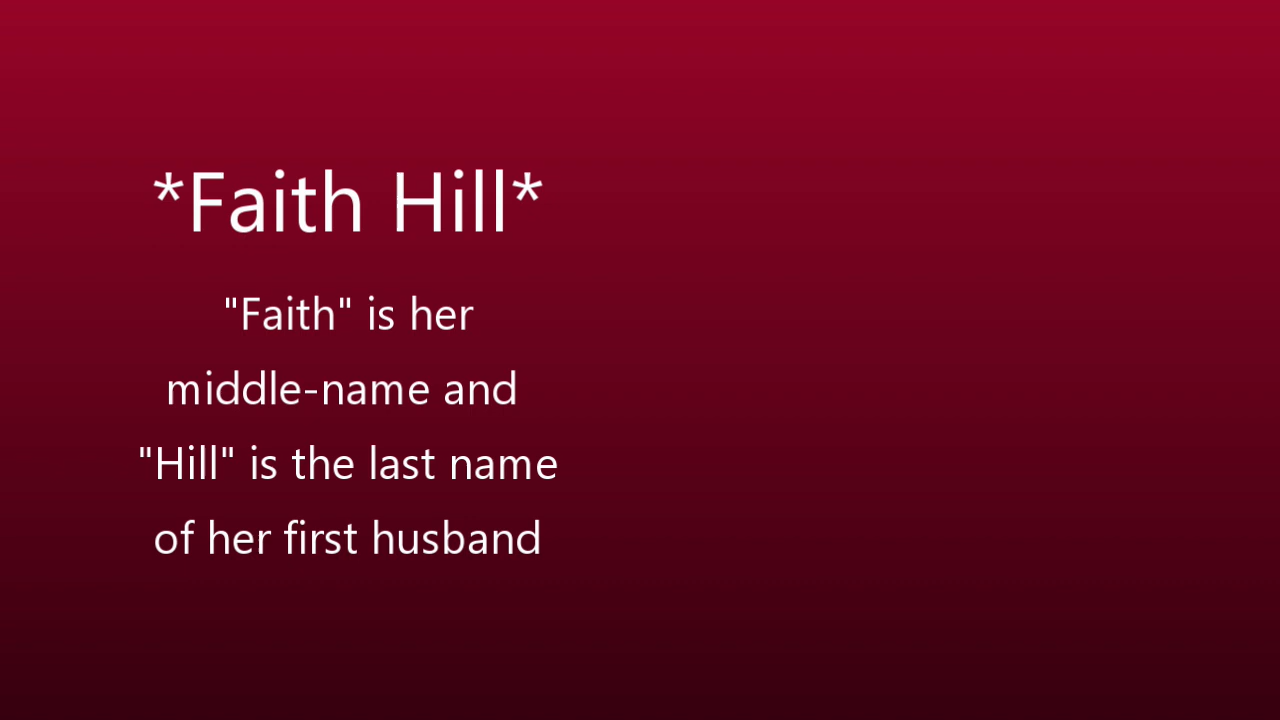 *Faith Hill*
"Faith" is her
middle-name and
"Hill" is the last name
of her first husband